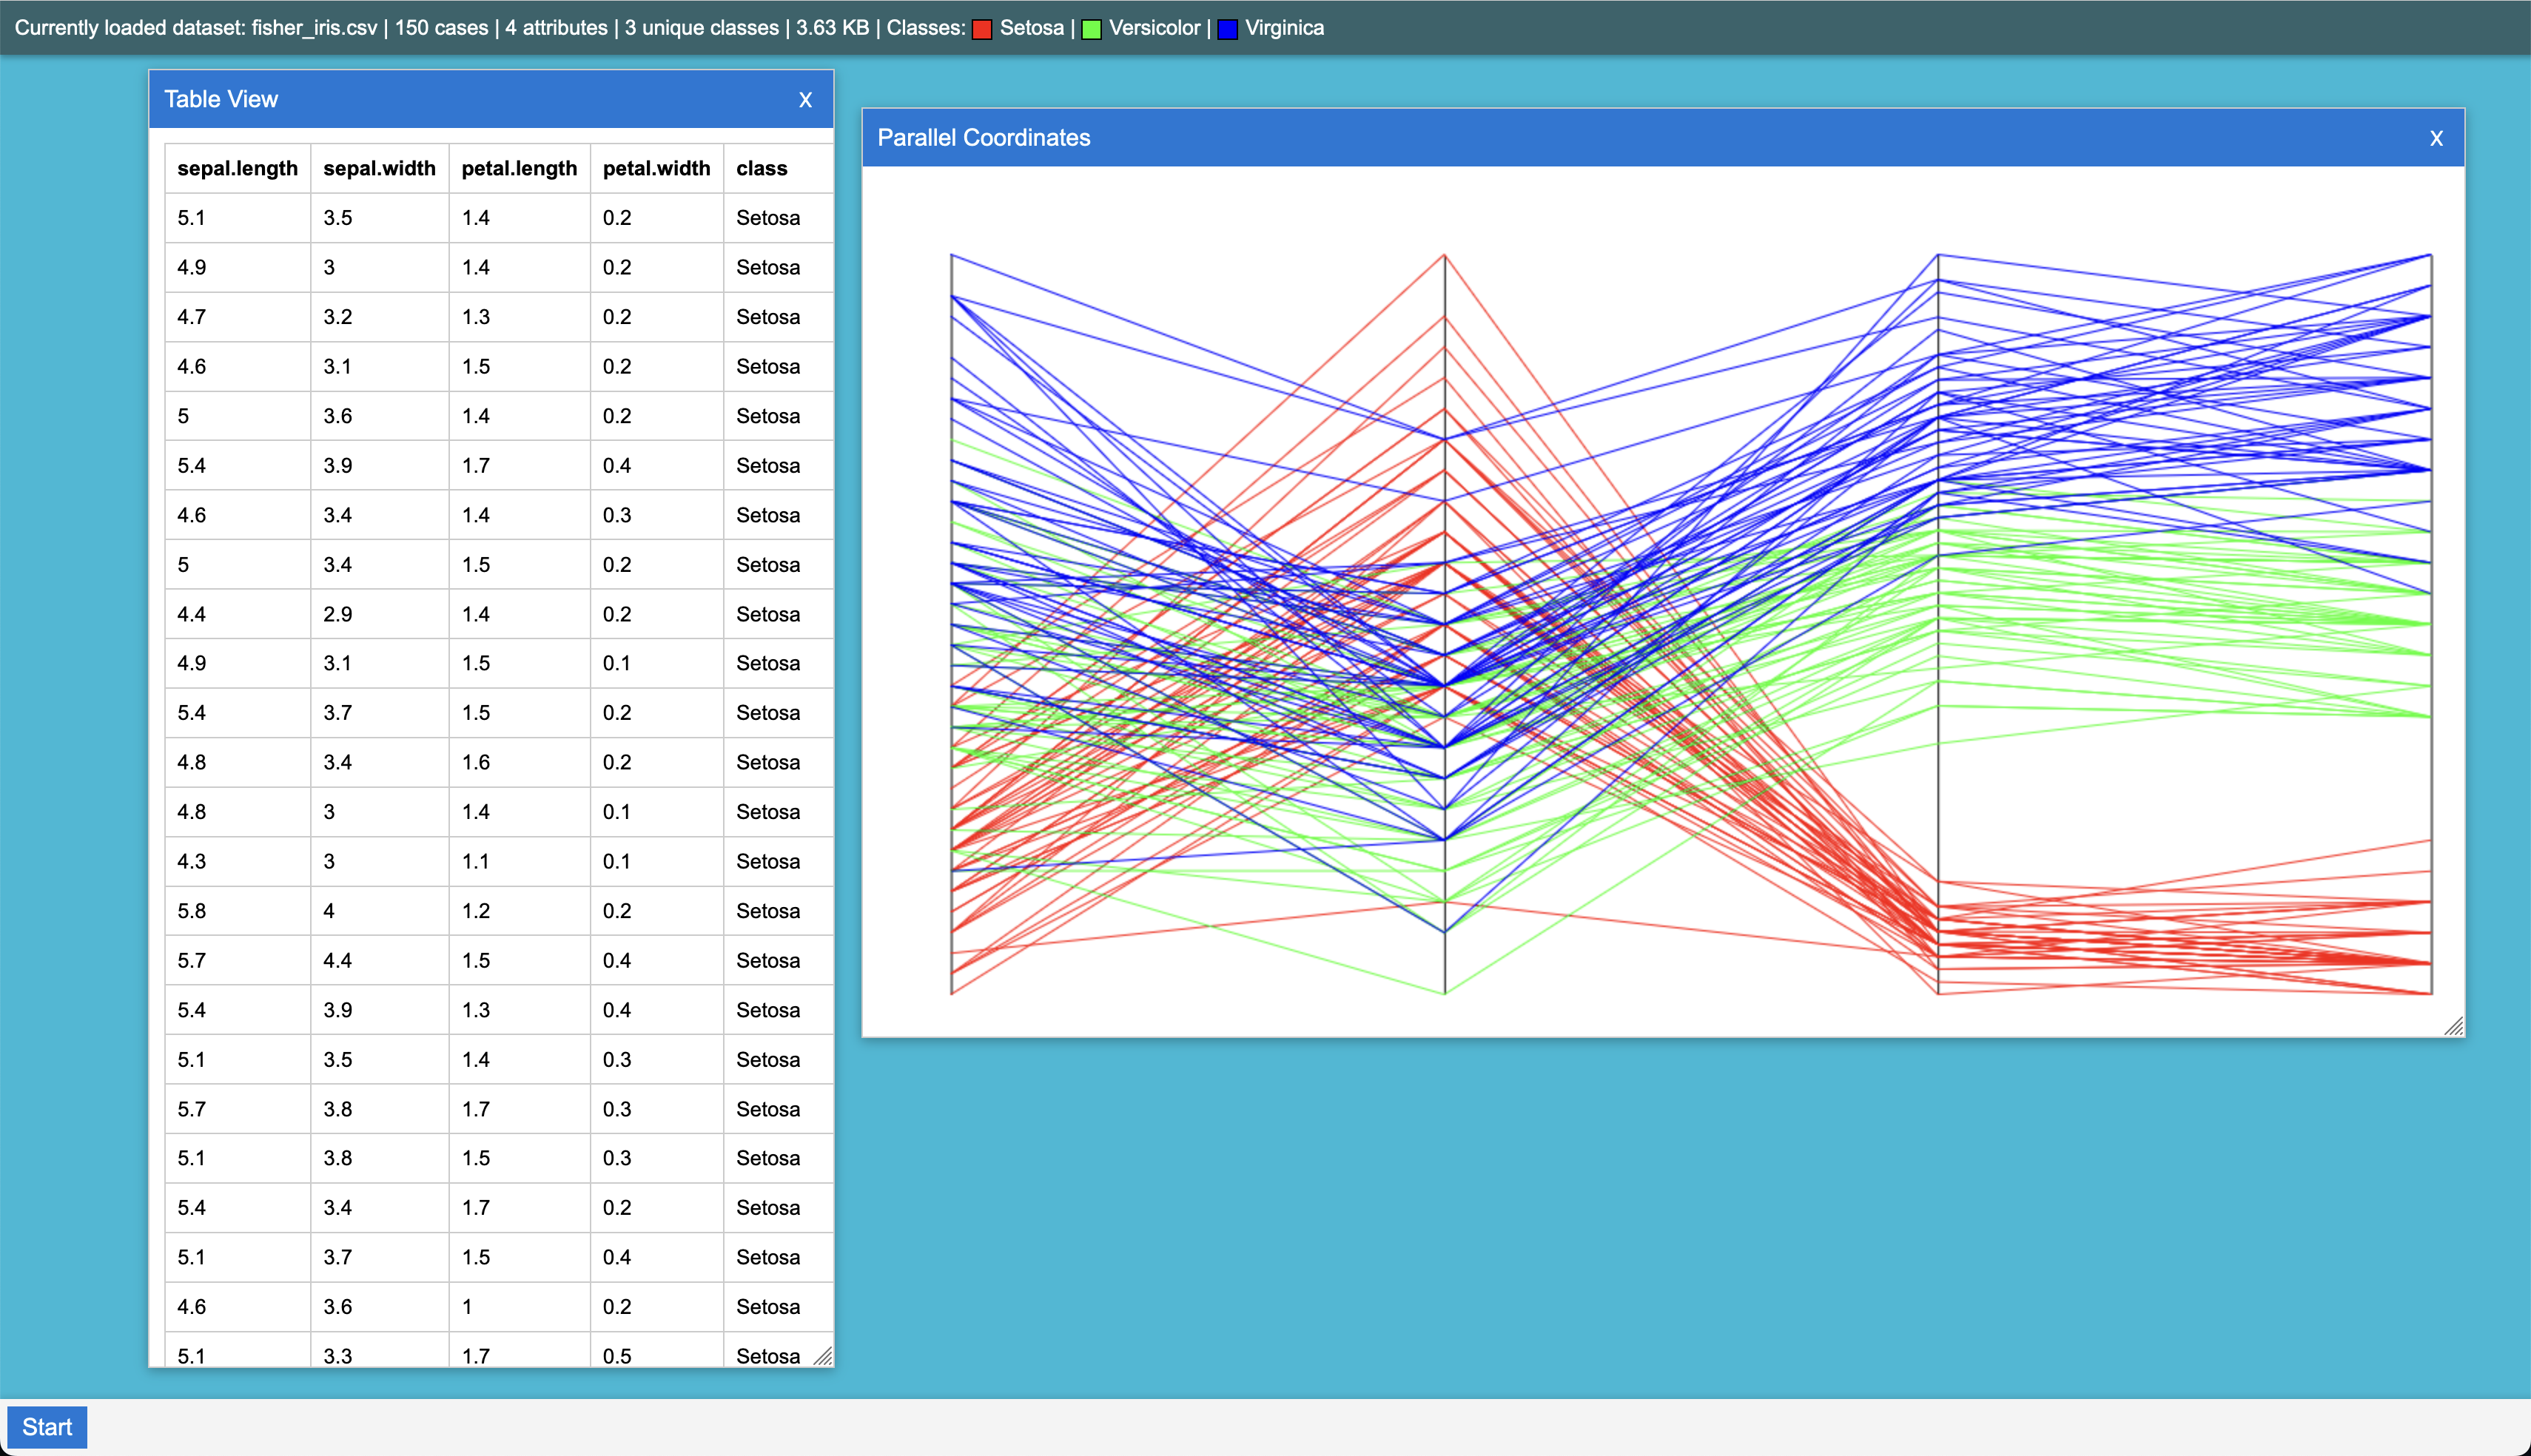 Currently loaded dataset: fisher_iris.csv | 150 cases | 4 attributes | 3 unique classes | 3.63 KB | Classes: Setosa | Versicolor | Virginica
Table View x
sepal.length sepal.width petal.length petal.width class
5.1 3.5 1.4 0.2 Setosa
4.9 3 1.4 0.2 Setosa
4.7 3.2 1.3 0.2 Setosa
4.6 3.1 1.5 0.2 Setosa
5 3.6 1.4 0.2 Setosa
5.4 3.9 1.7 0.4 Setosa
4.6 3.4 1.4 0.3 Setosa
5 3.4 1.5 0.2 Setosa
4.4 2.9 1.4 0.2 Setosa
4.9 3.1 1.5 0.1 Setosa
5.4 3.7 1.5 0.2 Setosa
4.8 3.4 1.6 0.2 Setosa
4.8 3 1.4 0.1 Setosa
4.3 3 1.1 0.1 Setosa
5.8 4 1.2 0.2 Setosa
5.7 4.4 1.5 0.4 Setosa
5.4 3.9 1.3 0.4 Setosa
5.1 3.5 1.4 0.3 Setosa
5.7 3.8 1.7 0.3 Setosa
5.1 3.8 1.5 0.3 Setosa
5.4 3.4 1.7 0.2 Setosa
5.1 3.7 1.5 0.4 Setosa
4.6 3.6 1 0.2 Setosa
5.1 3.3 1.7 0.5 Setosa
Parallel Coordinates x
Start